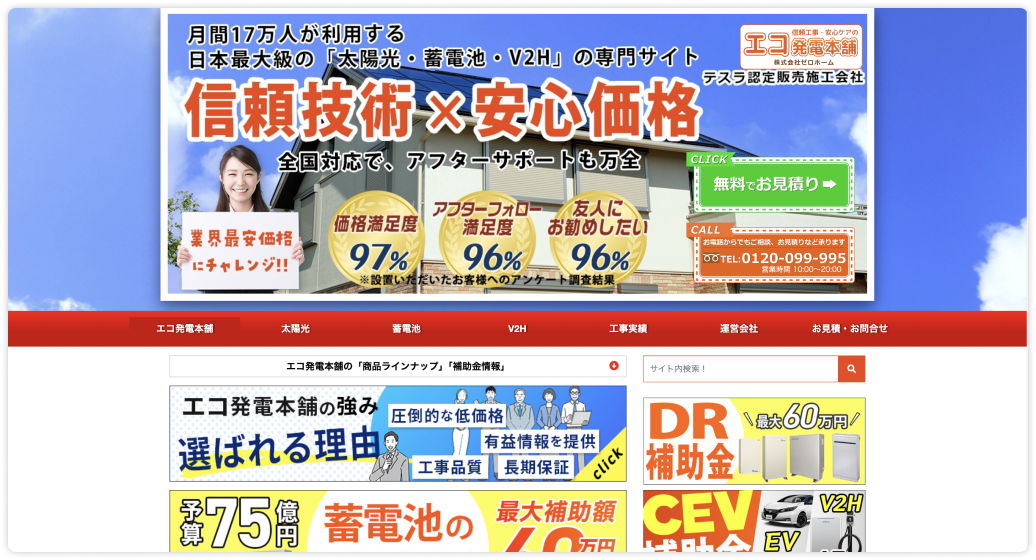 月間17万人が利用する
日本最大級の「太陽光・蓄電池・V2H」の専門サイト
信頼技術×安心価格
全国対応で、アフターサポートも万全
信頼工事・安心ケアの
エコ発電本舗
株式会社ゼロホーム
テスラ認定販売施工会社
業界最安価格
にチャレンジ!!
価格満足度
97%
アフターフォロー
満足度
96%
友人に
お勧めしたい
96%
※設置いただいたお客様へのアンケート調査結果
CLICK
無料でお見積り
CALL
お電話からでもご相談、お見積りなど承ります
TEL:0120-099-995
営業時間 10:00〜20:00
エコ発電本舗
太陽光
蓄電池
V2H
工事実績
運営会社
お見積・お問合せ
エコ発電本舗の「商品ラインナップ」「補助金情報」
サイト内検索！
エコ発電本舗の強み
選ばれる理由
圧倒的な低価格
有益情報を提供
工事品質
長期保証
click
DR
補助金
最大60万円
予算75億円
蓄電池の
最大補助額
60万円
CEV
補助金
EV
V2H